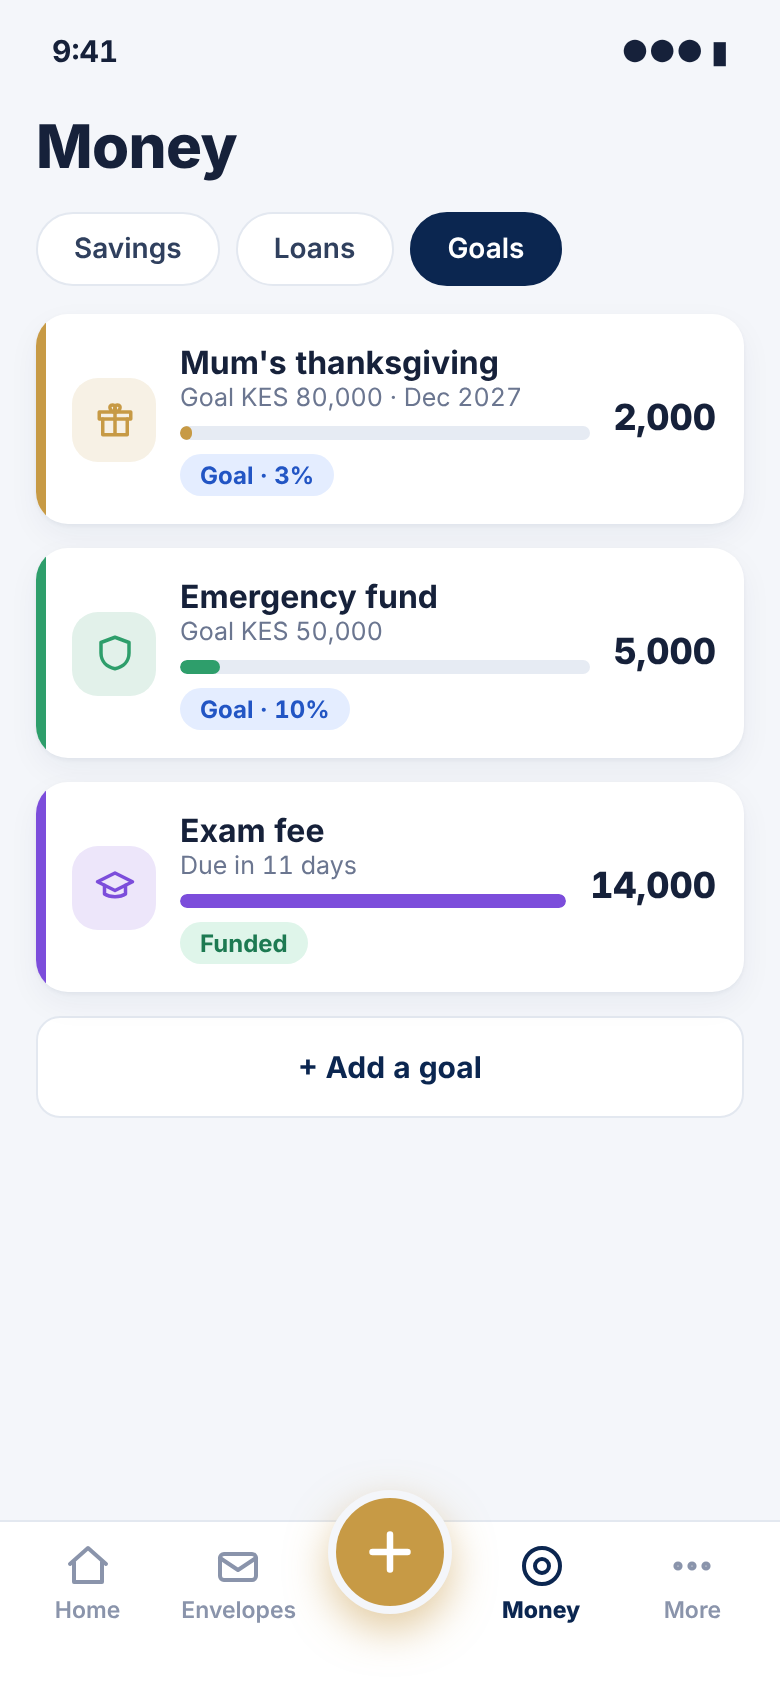 9:41
Money
Savings
Loans
Goals
Mum's thanksgiving
Goal KES 80,000 · Dec 2027
2,000
Goal · 3%
Emergency fund
Goal KES 50,000
5,000
Goal · 10%
Exam fee
Due in 11 days
14,000
Funded
+ Add a goal
Home
Envelopes
Money
More